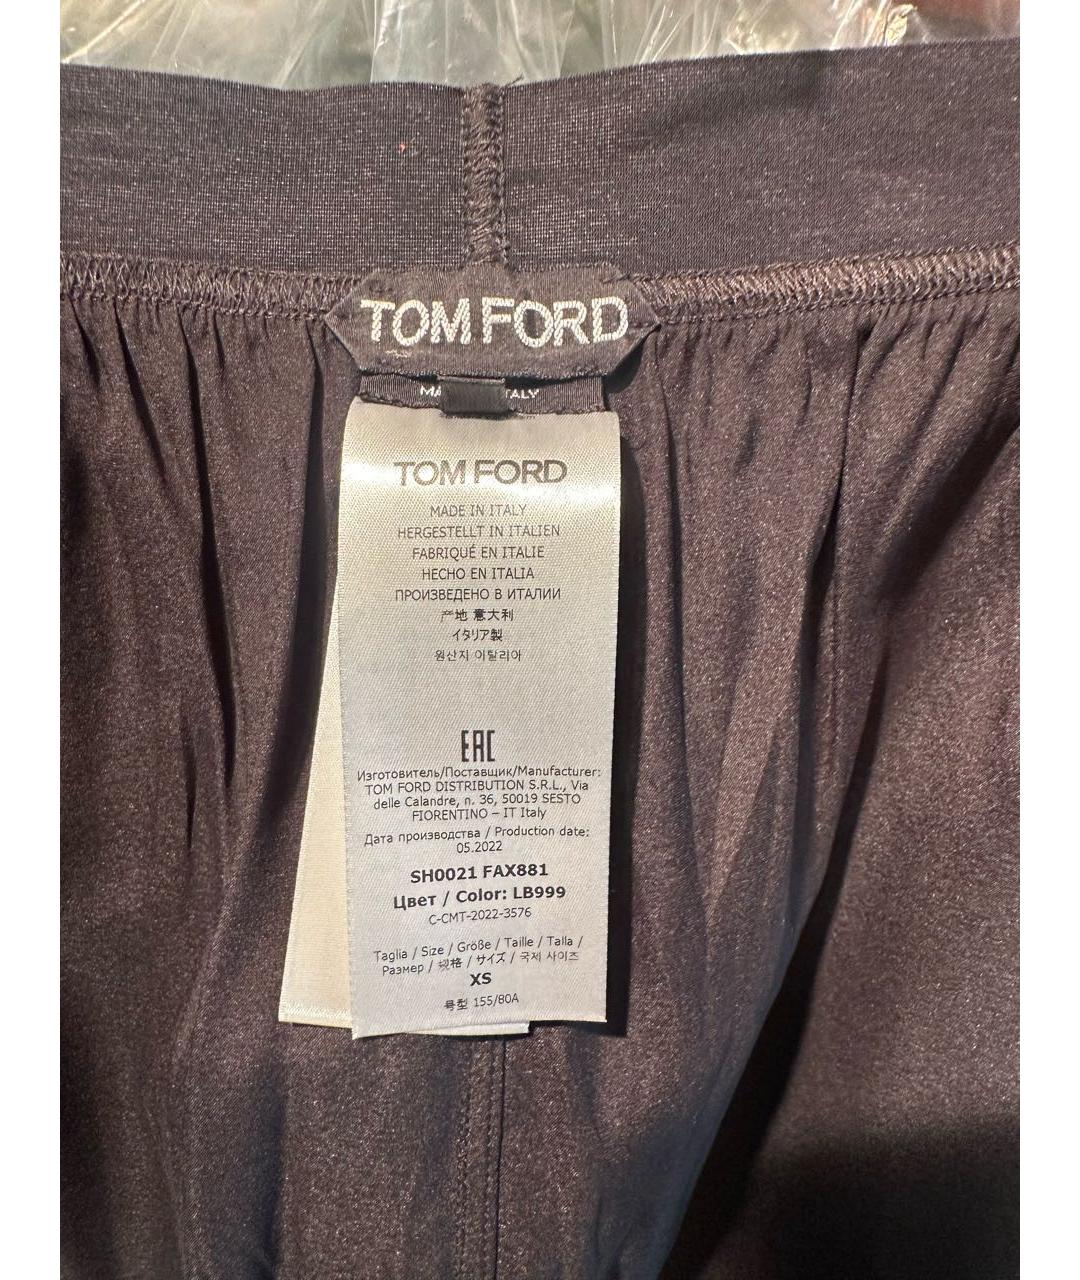 TOM FORD
TOM FORD
MADE IN ITALY
HERGESTELLT IN ITALIEN
FABRIQUÉ EN ITALIE
HECHO EN ITALIA
ПРОИЗВЕДЕНО В ИТАЛИИ
产地 意大利
イタリア製
원산지 이탈리아
EAC
Изготовитель/Поставщик/Manufacturer:
TOM FORD DISTRIBUTION S.R.L., Via
delle Calandre, n. 36, 50019 SESTO
FIORENTINO – IT Italy
Дата производства / Production date:
05.2022
SH0021 FAX881
Цвет / Color: LB999
C-CMT-2022-3576
Taglia / Size / Größe / Taille / Talla /
Размер / 规格 / サイズ / 국제 사이즈
XS
号型 155/80A